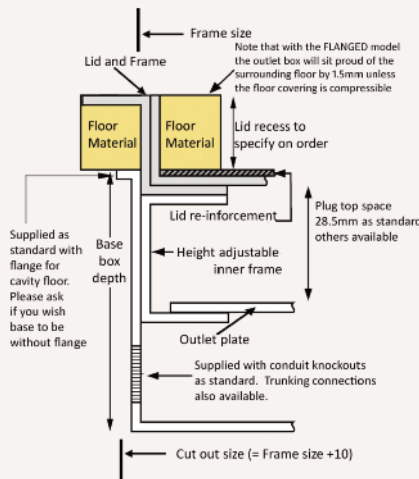 Frame size
Note that with the FLANGED model
the outlet box will sit proud of the
surrounding floor by 1.5mm unless
the floor covering is compressible
Lid and Frame
Floor
Material
Floor
Material
Lid recess to
specify on order
Lid re-inforcement
Plug top space
28.5mm as standard
others available
Supplied as
standard with
flange for
cavity floor.
Please ask
if you wish
base to be
without flange
Base
box
depth
Height adjustable
inner frame
Outlet plate
Supplied with conduit knockouts
as standard. Trunking connections
also available.
Cut out size (= Frame size +10)